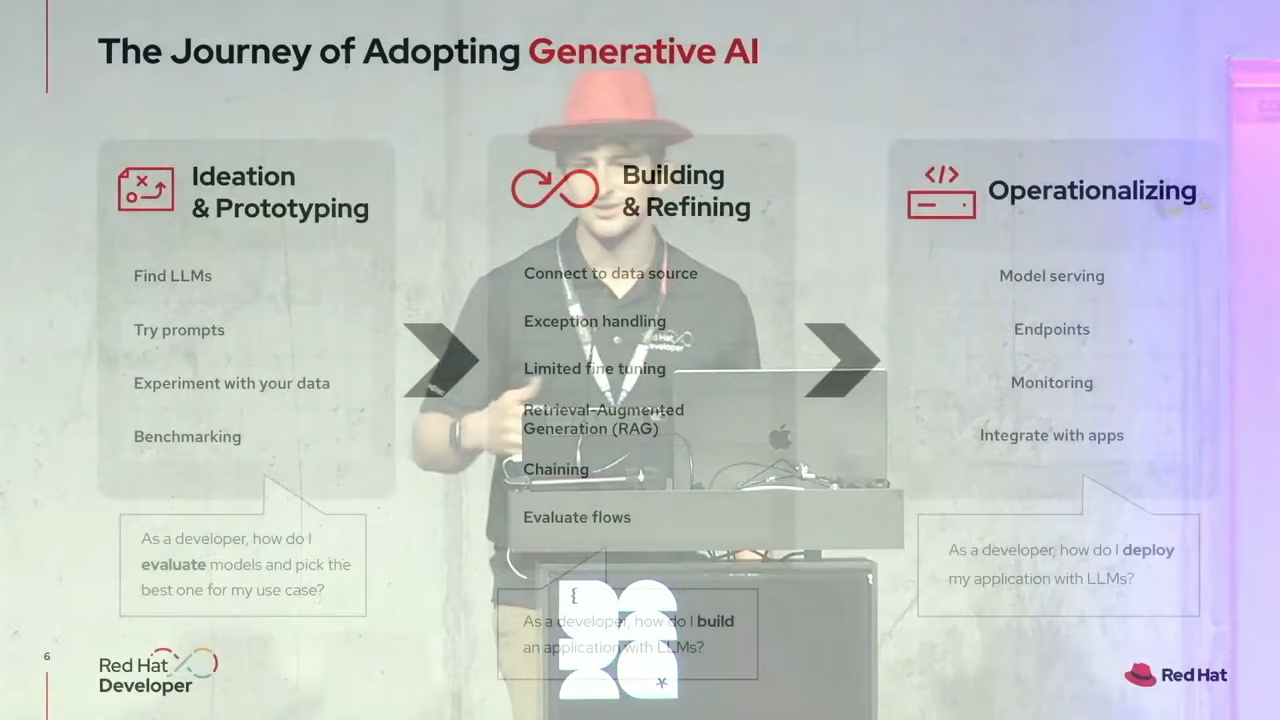 The Journey of Adopting Generative AI
Ideation
& Prototyping
Find LLMs
Try prompts
Experiment with your data
Benchmarking
As a developer, how do I
evaluate models and pick the
best one for my use case?
Building
& Refining
Connect to data source
Exception handling
Limited fine tuning
Retrieval-Augmented
Generation (RAG)
Chaining
Evaluate flows
As a developer, how do I build
an application with LLMs?
</>
Operationalizing
Model serving
Endpoints
Monitoring
Integrate with apps
As a developer, how do I deploy
my application with LLMs?
Red Hat
Developer
{
*
6
Red Hat
Developer
Red Hat